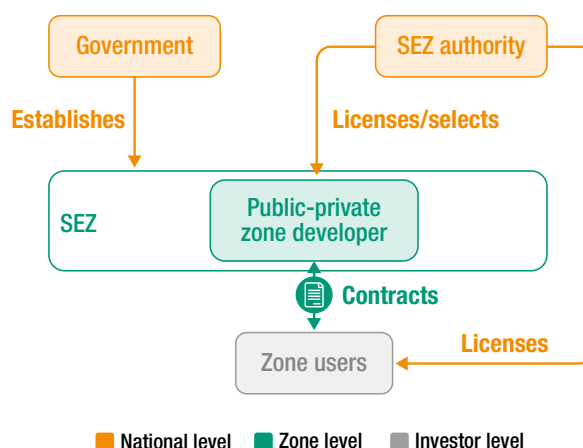 Government
SEZ authority
Establishes
Licenses/selects
SEZ
Public-private
zone developer
Contracts
Zone users
Licenses
National level
Zone level
Investor level